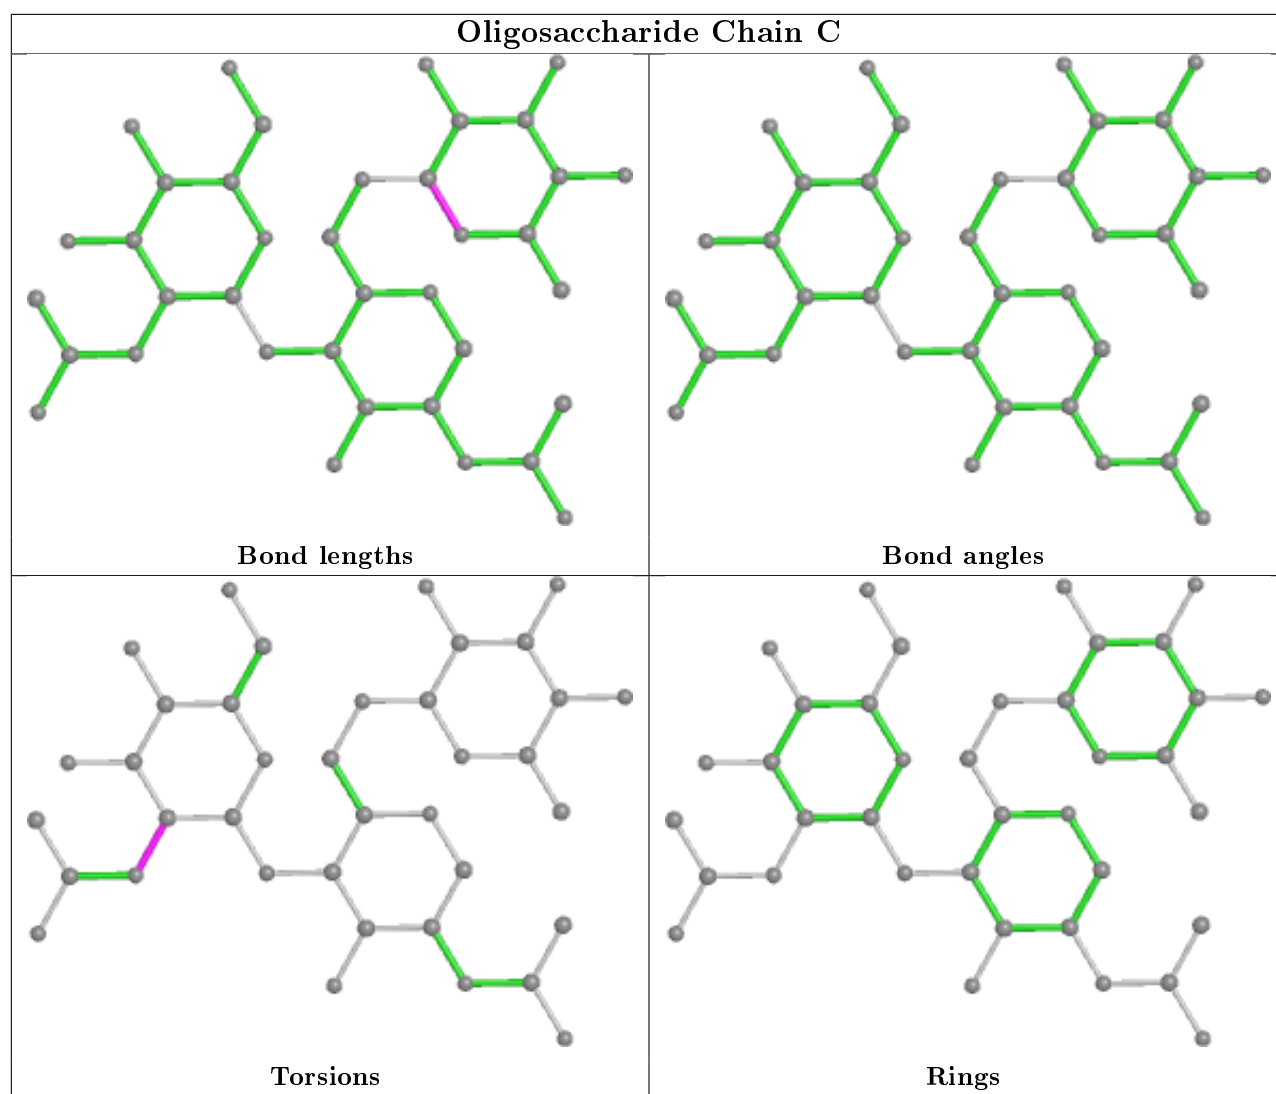 Oligosaccharide Chain C
Bond lengths
Bond angles
Torsions
Rings